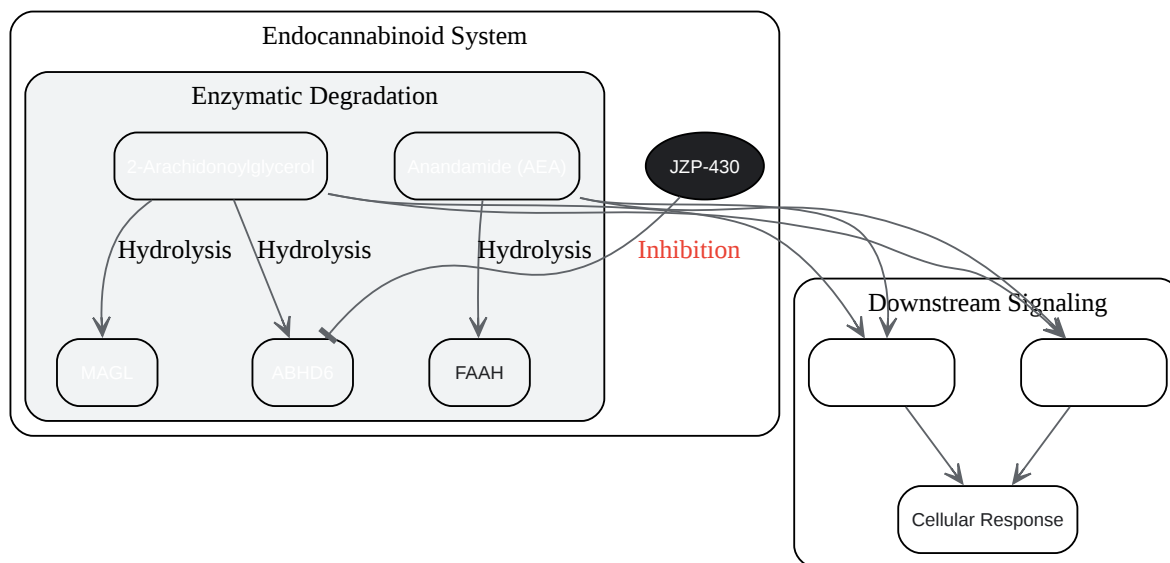 Endocannabinoid System
Enzymatic Degradation
2-Arachidonoylglycerol
Anandamide (AEA)
JZP-430
Hydrolysis
Hydrolysis
Hydrolysis
Inhibition
Downstream Signaling
MAGL
ABHD6
FAAH
Cellular Response